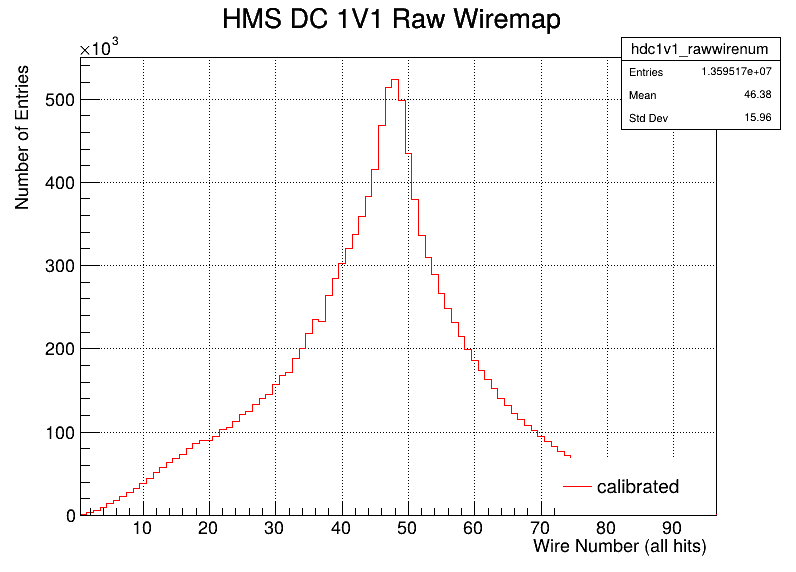 HMS DC 1V1 Raw Wiremap
×10³
hdc1v1_rawwirenum
Entries 1.359517e+07
Mean 46.38
Std Dev 15.96
Number of Entries
500
400
300
200
100
0
calibrated
10 20 30 40 50 60 70 80 90
Wire Number (all hits)